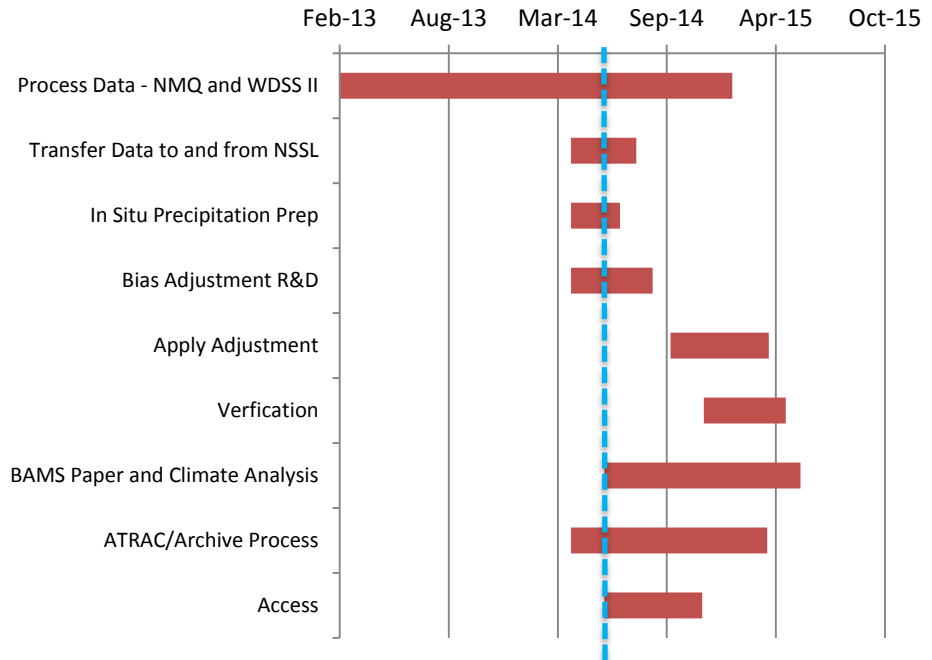 Feb-13 Aug-13 Mar-14 Sep-14 Apr-15 Oct-15
Process Data - NMQ and WDSS II
Transfer Data to and from NSSL
In Situ Precipitation Prep
Bias Adjustment R&D
Apply Adjustment
Verfication
BAMS Paper and Climate Analysis
ATRAC/Archive Process
Access